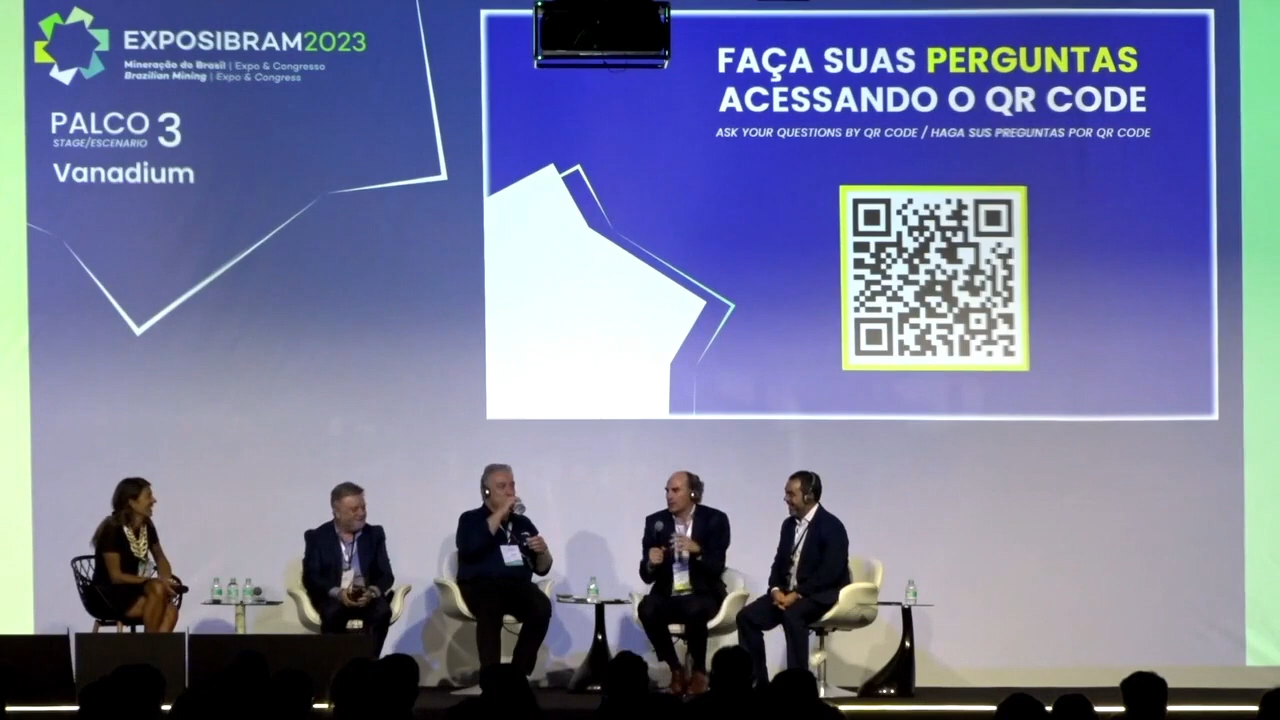 EXPOSIBRAM2023
Mineração do Brasil | Expo & Congresso
Brazilian Mining | Expo & Congress
PALCO 3
STAGE/ESCENARIO
Vanadium
FAÇA SUAS PERGUNTAS
ACESSANDO O QR CODE
ASK YOUR QUESTIONS BY QR CODE / HAGA SUS PREGUNTAS POR QR CODE